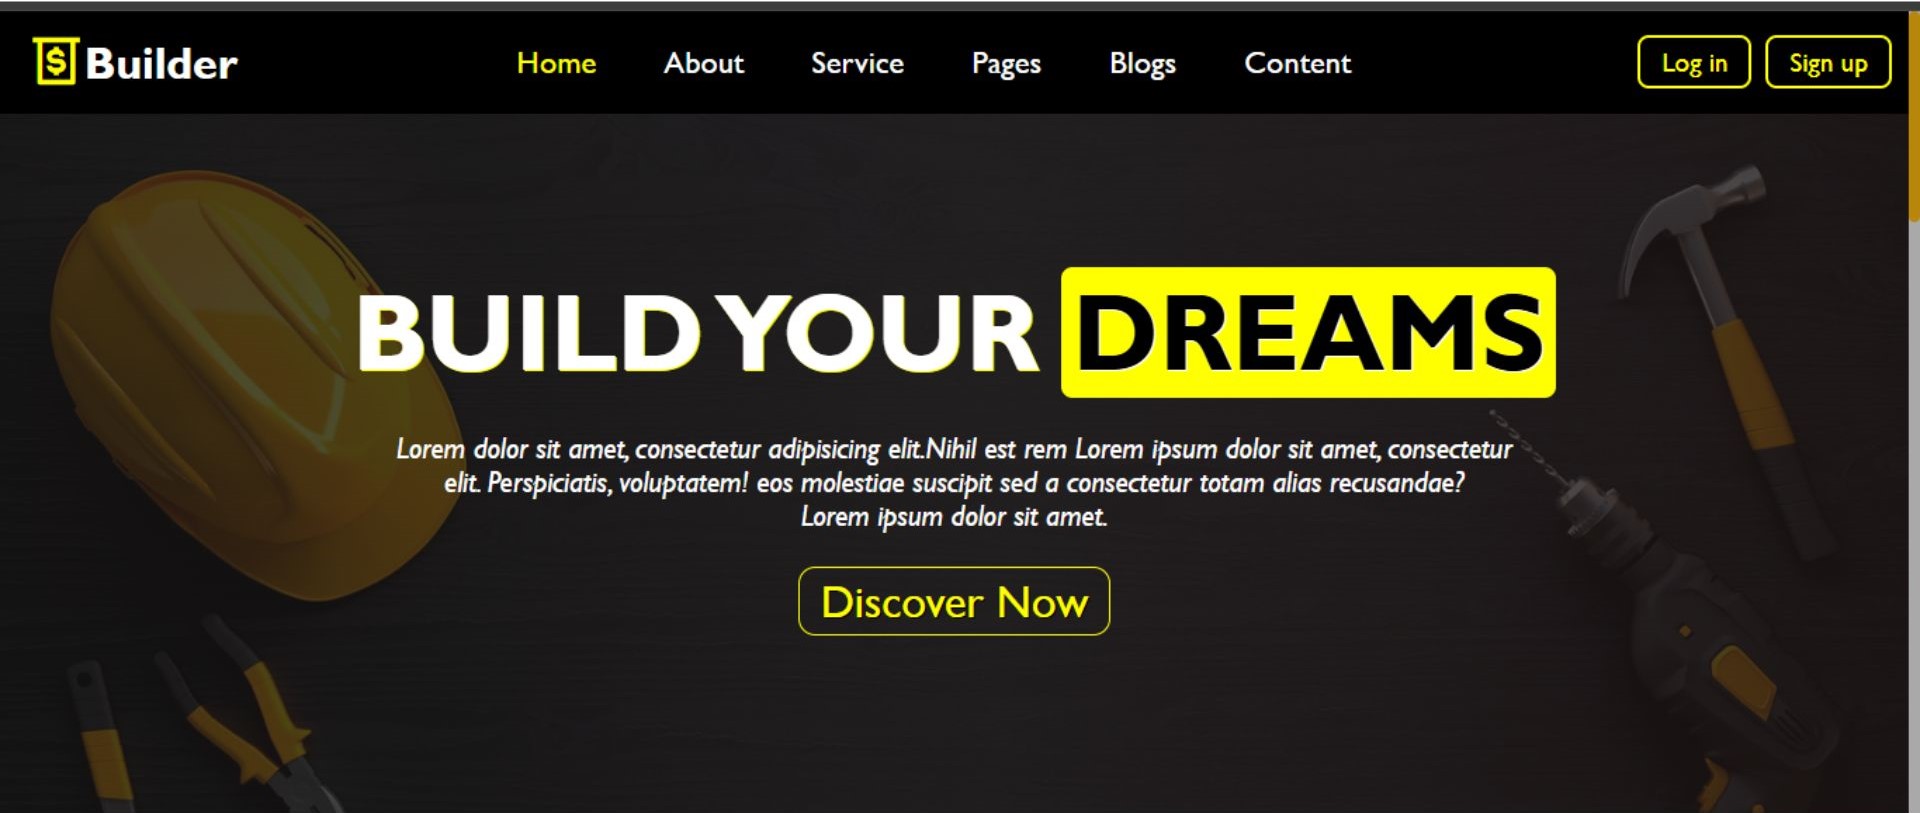 $ Builder
Home About Service Pages Blogs Content
Log in Sign up
BUILD YOUR DREAMS
Lorem dolor sit amet, consectetur adipisicing elit.Nihil est rem Lorem ipsum dolor sit amet, consectetur
elit. Perspiciatis, voluptatem! eos molestiae suscipit sed a consectetur totam alias recusandae?
Lorem ipsum dolor sit amet.
Discover Now